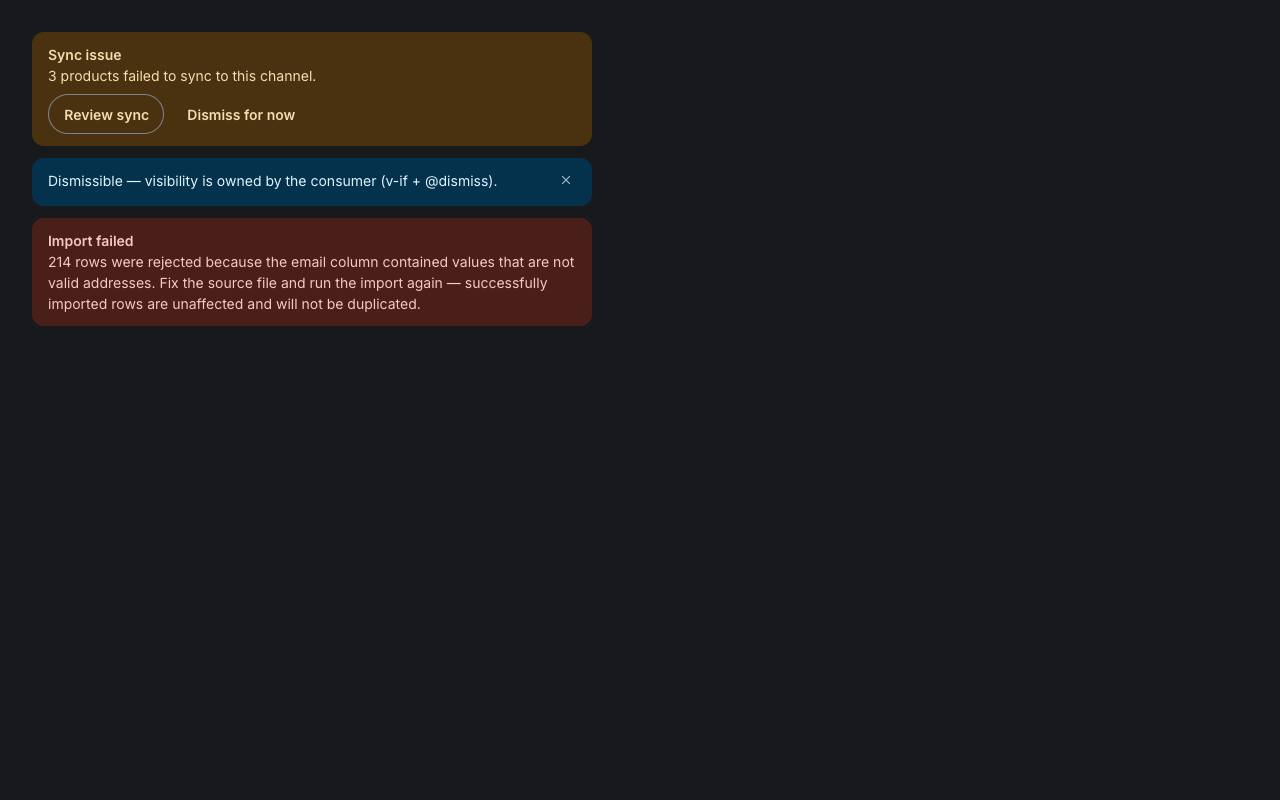 Sync issue
3 products failed to sync to this channel.
Review sync
Dismiss for now
Dismissible — visibility is owned by the consumer (v-if + @dismiss).
Import failed
214 rows were rejected because the email column contained values that are not
valid addresses. Fix the source file and run the import again — successfully
imported rows are unaffected and will not be duplicated.